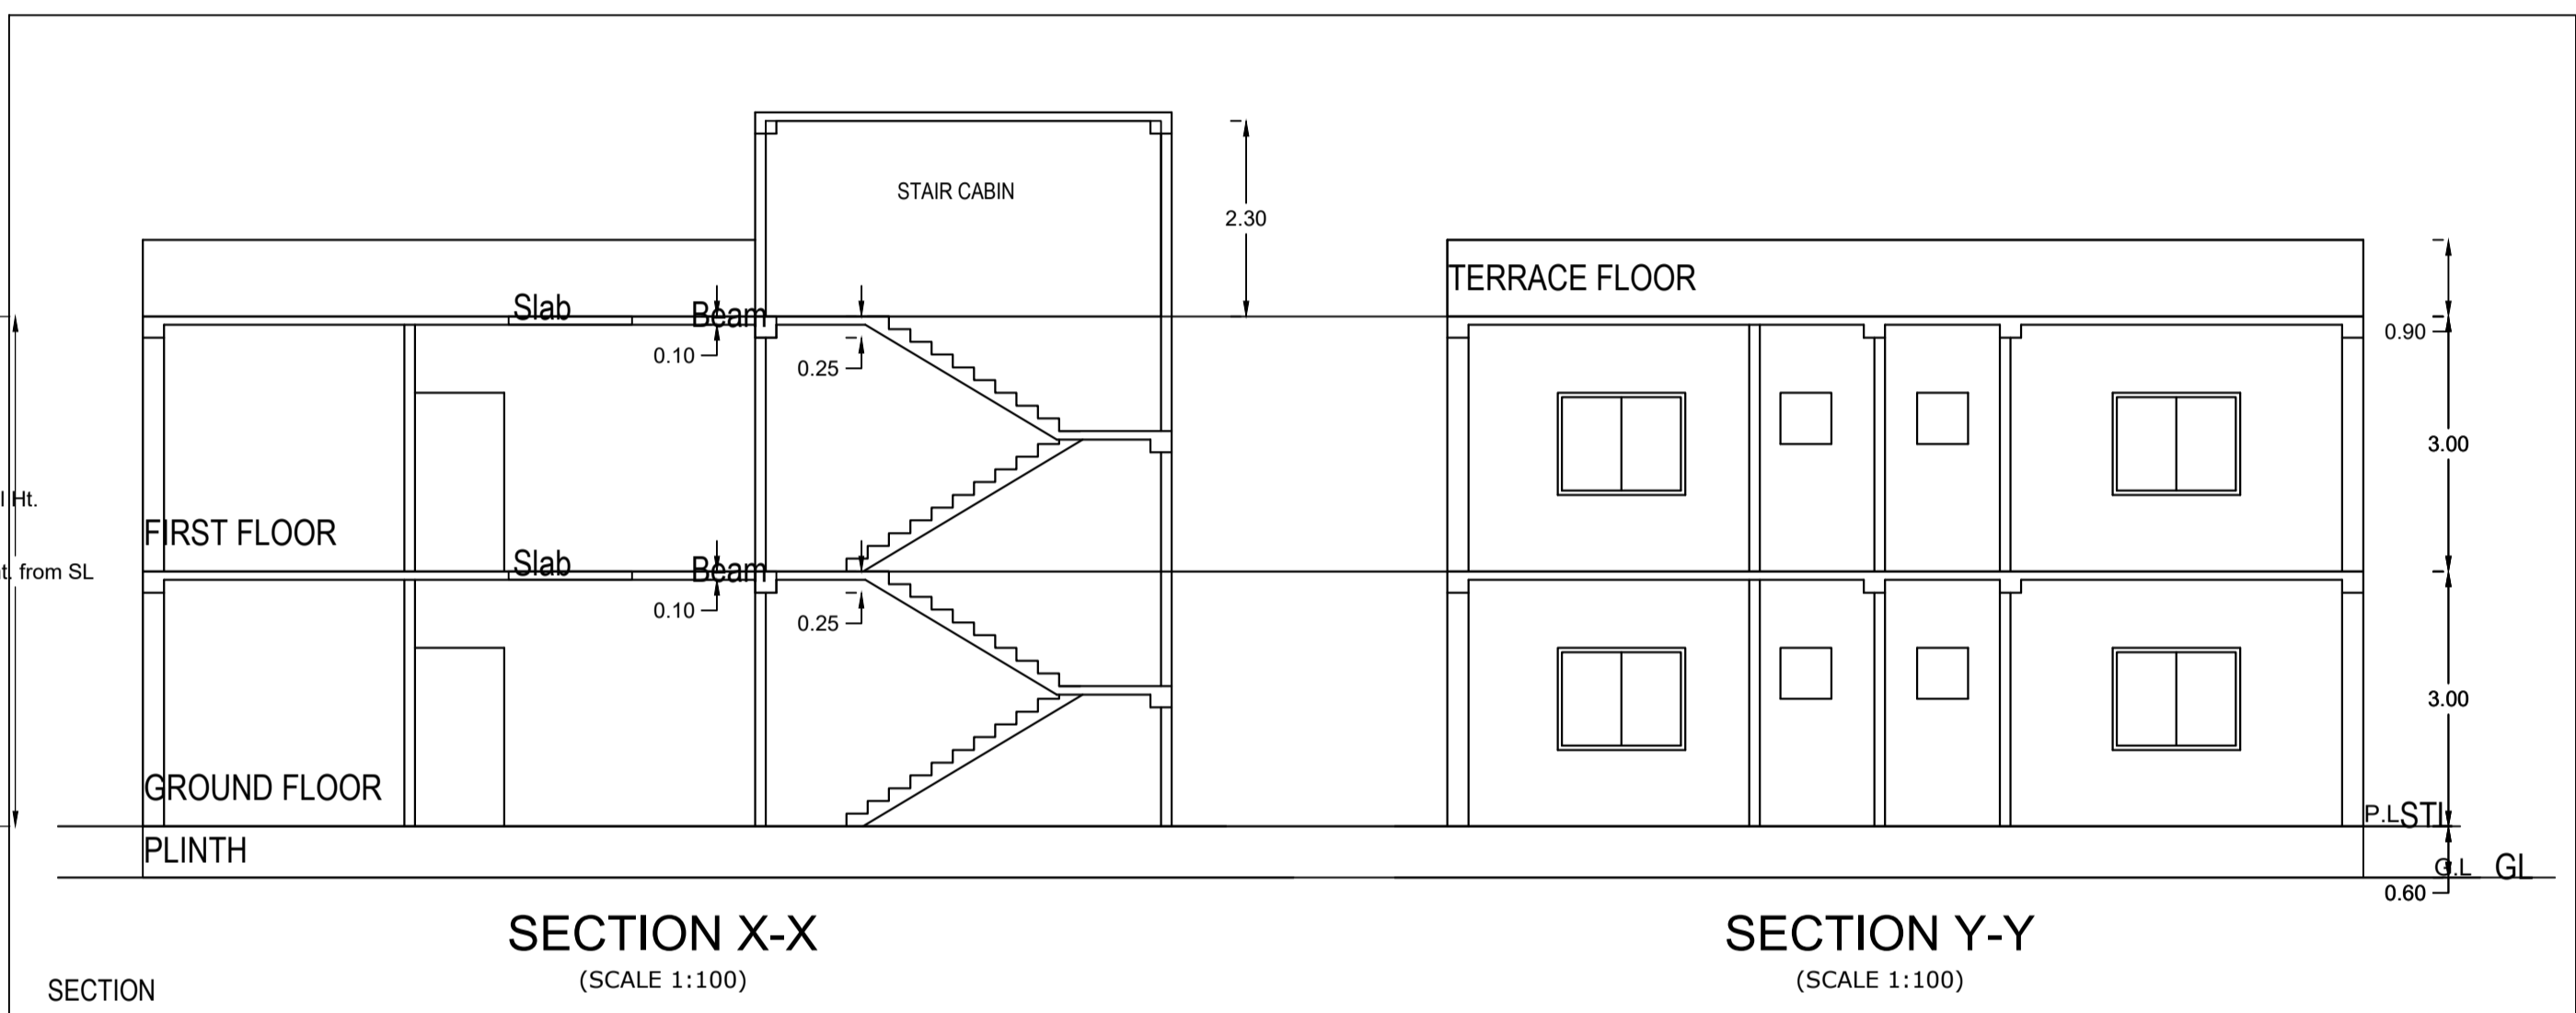 STAIR CABIN
2.30
TERRACE FLOOR
Slab
Beam
0.90
0.10
0.25
3.00
Ht.
FIRST FLOOR
Slab
Beam
from SL
0.10
0.25
3.00
GROUND FLOOR
P.L
PLINTH
G.L GL
0.60
SECTION X-X
SECTION Y-Y
(SCALE 1:100)
(SCALE 1:100)
SECTION